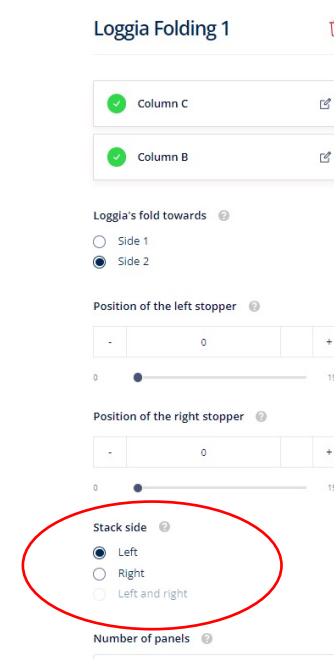 Loggia Folding 1
Column C
Column B
Loggia's fold towards ?
Side 1
Side 2
Position of the left stopper ?
- 0 +
0
Position of the right stopper ?
- 0 +
0
Stack side ?
Left
Right
Left and right
Number of panels ?